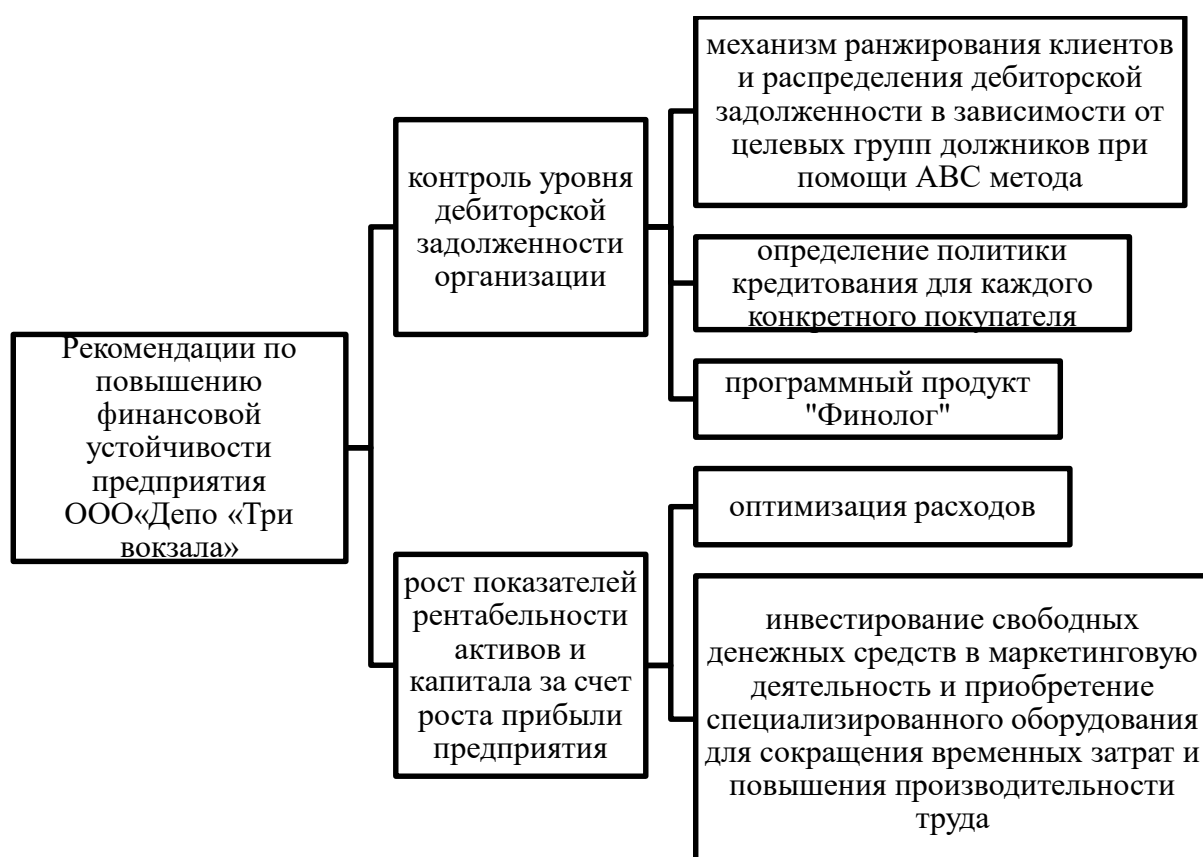 Рекомендации по
повышению
финансовой
устойчивости
предприятия
ООО«Депо «Три
вокзала»
контроль уровня
дебиторской
задолженности
организации
механизм ранжирования клиентов
и распределения дебиторской
задолженности в зависимости от
целевых групп должников при
помощи АВС метода
определение политики
кредитования для каждого
конкретного покупателя
программный продукт
"Финолог"
рост показателей
рентабельности
активов и
капитала за счет
роста прибыли
предприятия
оптимизация расходов
инвестирование свободных
денежных средств в маркетинговую
деятельность и приобретение
специализированного оборудования
для сокращения временных затрат и
повышения производительности
труда